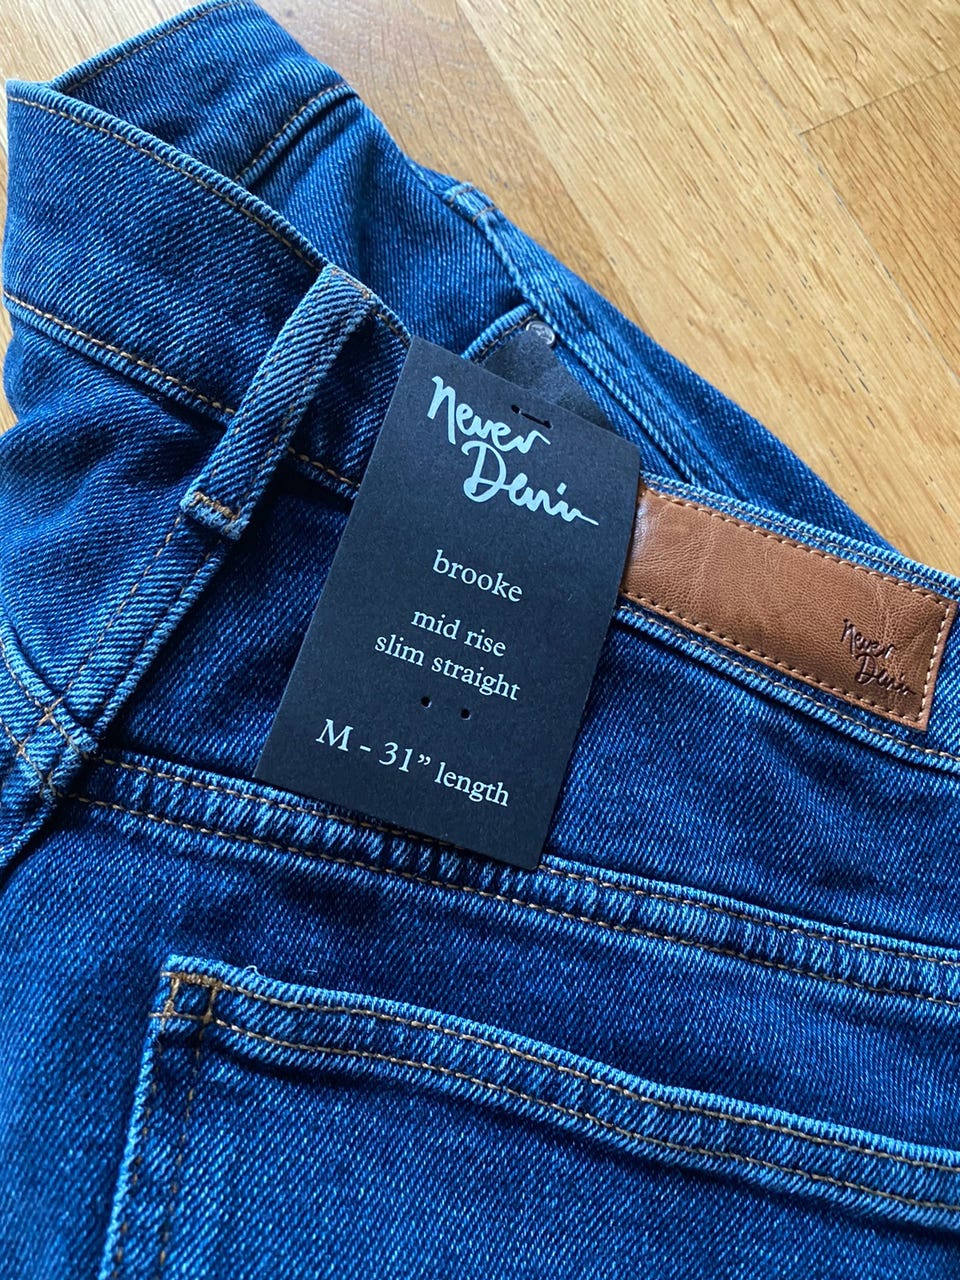 Never
Denim
brooke
mid rise
slim straight
M - 31” length
Never
Denim